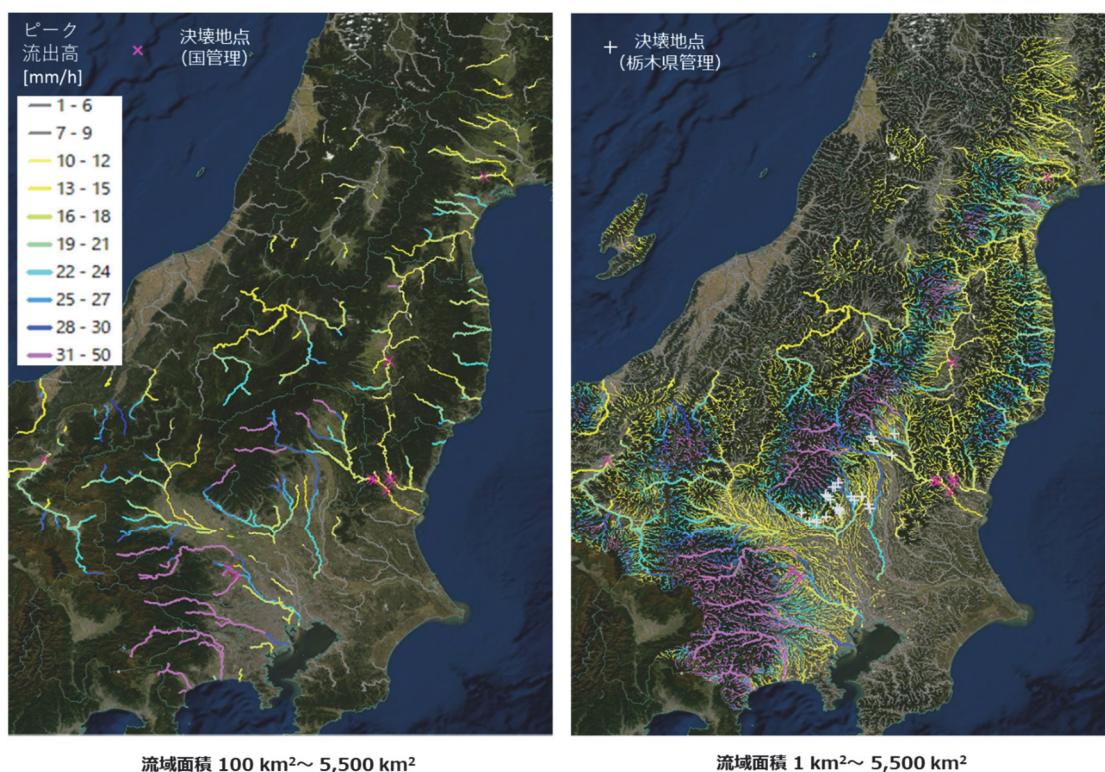 ピーク
流出高
[mm/h]
決壊地点
(国管理)
1 - 6
7 - 9
10 - 12
13 - 15
16 - 18
19 - 21
22 - 24
25 - 27
28 - 30
31 - 50
決壊地点
(栃木県管理)
流域面積 100 km²～ 5,500 km²
流域面積 1 km²～ 5,500 km²